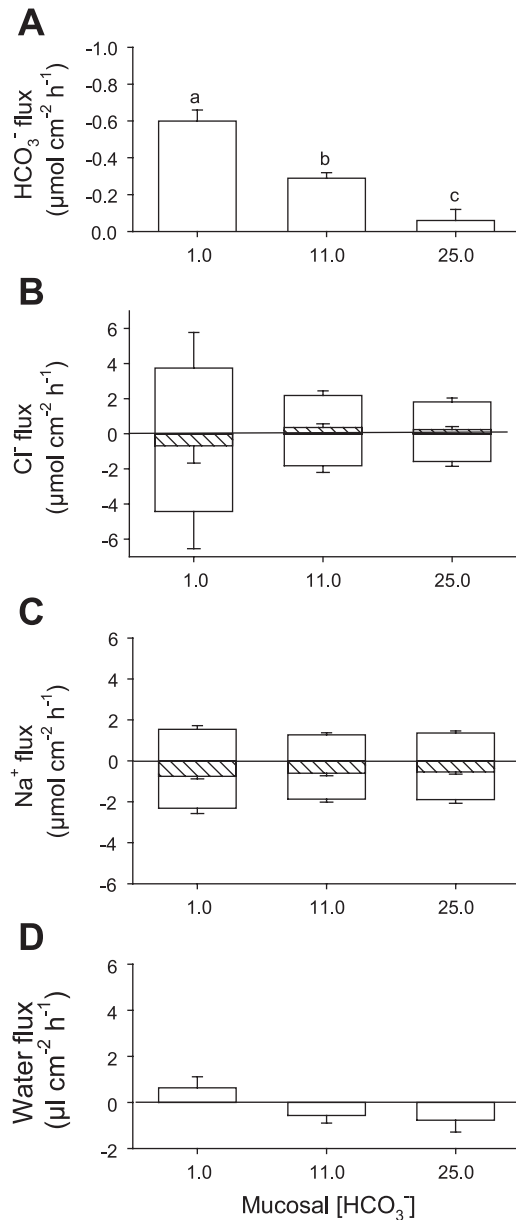 A
HCO₃⁻ flux
(µmol cm⁻² h⁻¹)
-1.0
-0.8
-0.6
-0.4
-0.2
0.0
a
b
c
1.0 11.0 25.0
B
Cl⁻ flux
(µmol cm⁻² h⁻¹)
6
4
2
0
-2
-4
-6
1.0 11.0 25.0
C
Na⁺ flux
(µmol cm⁻² h⁻¹)
6
4
2
0
-2
-4
-6
1.0 11.0 25.0
D
Water flux
(µl cm⁻² h⁻¹)
6
4
2
0
-2
1.0 11.0 25.0
Mucosal [HCO₃⁻]